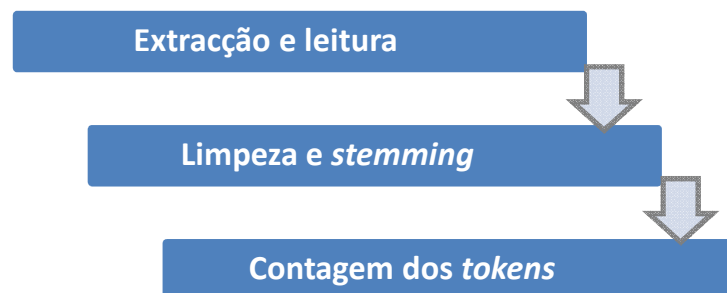 Extracção e leitura
Limpeza e stemming
Contagem dos tokens